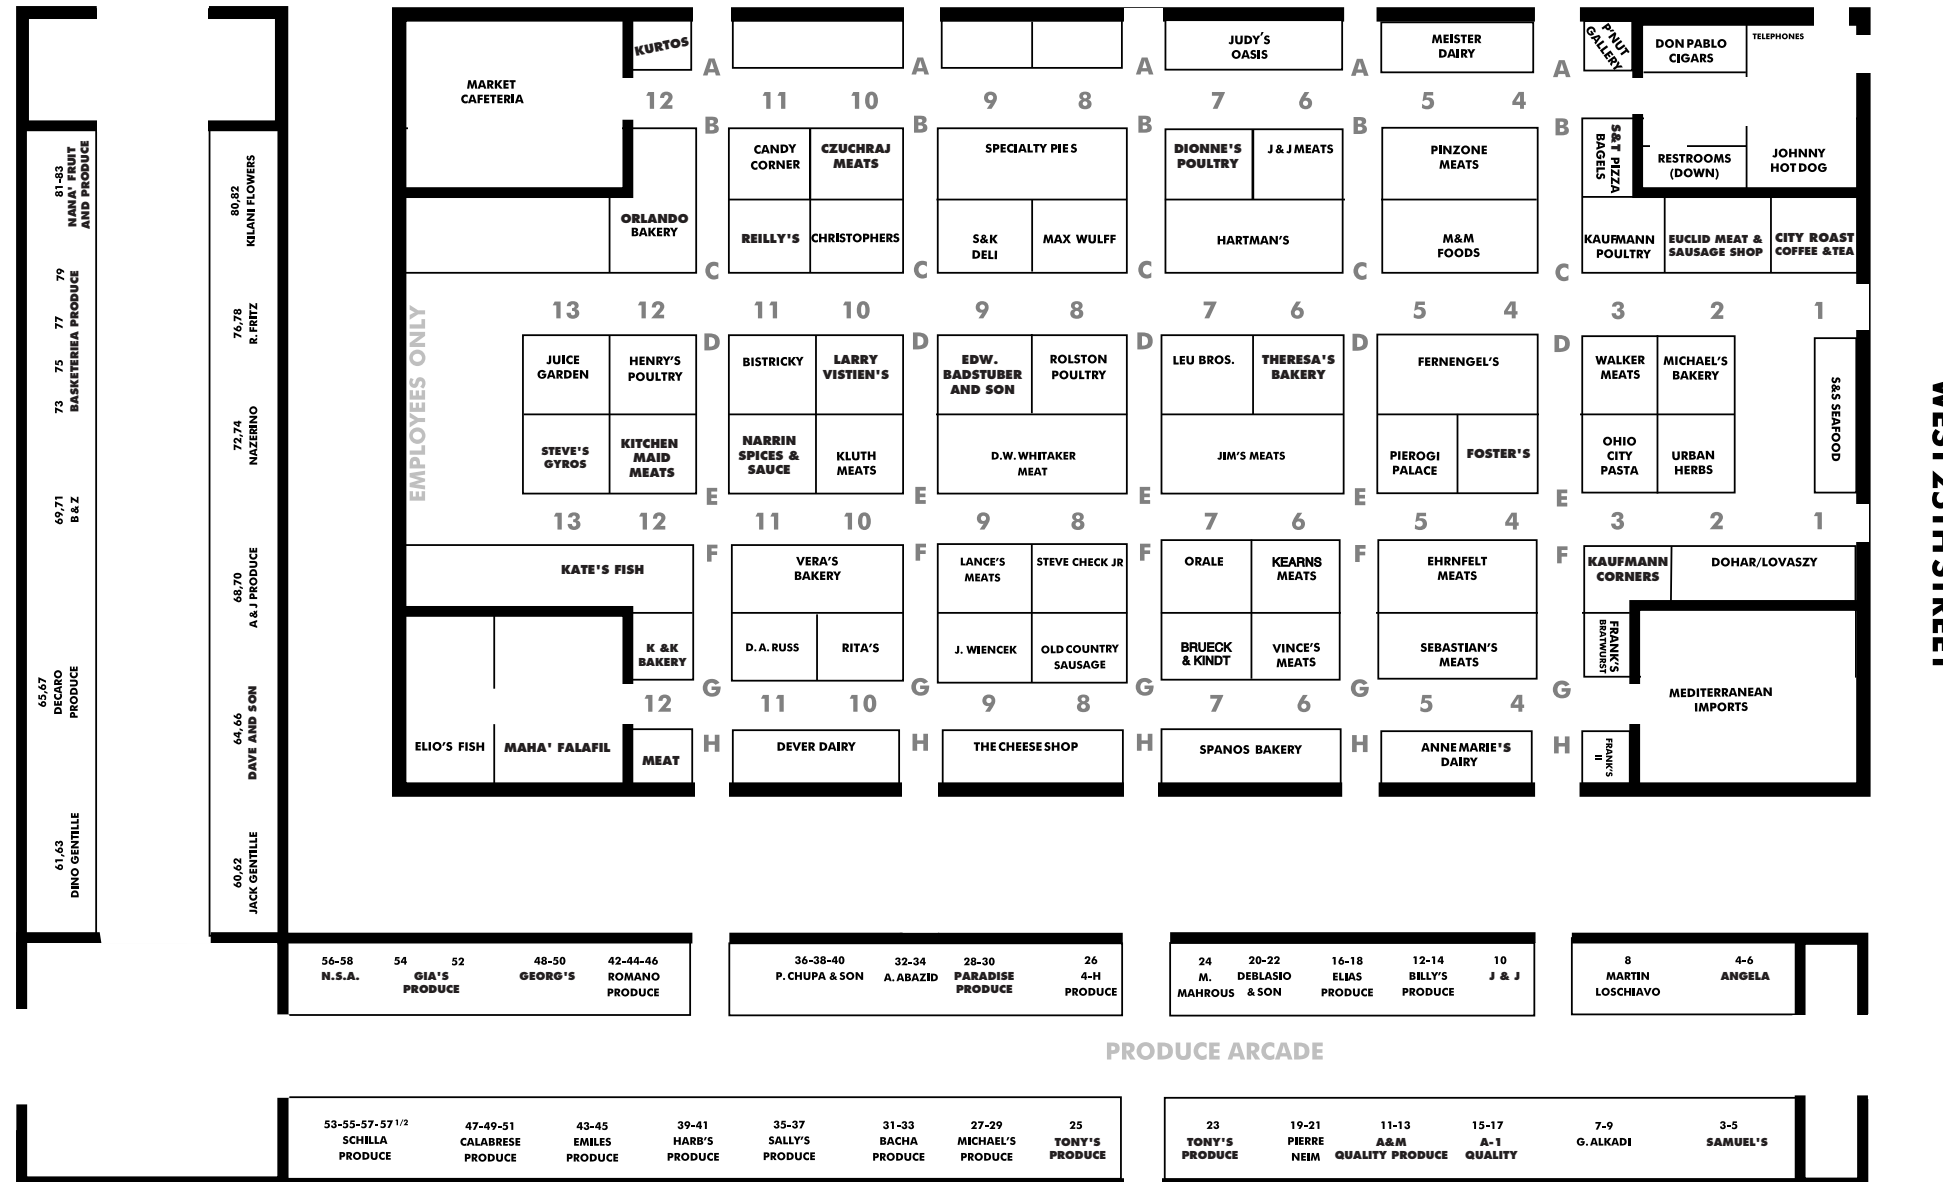 KURTOS
MARKET
CAFETERIA
JUDY'S
OASIS
MEISTER
DAIRY
P'NUT
GALLERY
DON PABLO
CIGARS
TELEPHONES
A A A A A
12 11 10 9 8 7 6 5 4
B B B B B
CANDY
CORNER
CZUCHRAJ
MEATS
SPECIALTY PIES
DIONNE'S
POULTRY
J & J MEATS
PINZONE
MEATS
S&T PIZZA
BAGELS
RESTROOMS
(DOWN)
JOHNNY
HOT DOG
ORLANDO
BAKERY
REILLY'S
CHRISTOPHERS
S&K
DELI
MAX WULFF
HARTMAN'S
M&M
FOODS
KAUFMANN
POULTRY
EUCLID MEAT &
SAUSAGE SHOP
CITY ROAST
COFFEE &TEA
C C C C C
13 12 11 10 9 8 7 6 5 4 3 2 1
EMPLOYEES ONLY
D D D D D
JUICE
GARDEN
HENRY'S
POULTRY
BISTRICKY
LARRY
VISTIEN'S
EDW.
BADSTUBER
AND SON
ROLSTON
POULTRY
LEU BROS.
THERESA'S
BAKERY
FERNENGEL'S
WALKER
MEATS
MICHAEL'S
BAKERY
S&S SEAFOOD
STEVE'S
GYROS
KITCHEN
MAID
MEATS
NARRIN
SPICES &
SAUCE
KLUTH
MEATS
D.W. WHITAKER
MEAT
JIM'S MEATS
PIEROGI
PALACE
FOSTER'S
OHIO
CITY
PASTA
URBAN
HERBS
WEST 25TH STREET
E E E E E
13 12 11 10 9 8 7 6 5 4 3 2 1
F F F F F
KATE'S FISH
VERA'S
BAKERY
LANCE'S
MEATS
STEVE CHECK JR
ORALE
KEARNS
MEATS
EHRNFELT
MEATS
KAUFMANN
CORNERS
DOHAR/LOVASZY
K &K
BAKERY
D. A. RUSS
RITA'S
J. WIENCEK
OLD COUNTRY
SAUSAGE
BRUECK
& KINDT
VINCE'S
MEATS
SEBASTIAN'S
MEATS
FRANK'S
BRATWURST
MEDITERRANEAN
IMPORTS
G G G G G
12 11 10 9 8 7 6 5 4
H H H H H
ELIO'S FISH
MAHA' FALAFIL
MEAT
DEVER DAIRY
THE CHEESE SHOP
SPANOS BAKERY
ANNE MARIE'S
DAIRY
FRANK'S
II
81-83
NANA' FRUIT
AND PRODUCE
79
77
75
73
BASKETERIEA PRODUCE
69,71
B & Z
65,67
DECARO
PRODUCE
61,63
DINO GENTILLE
80,82
KILANI FLOWERS
76,78
R. FRITZ
72,74
NAZERINO
68,70
A & J PRODUCE
64,66
DAVE AND SON
60,62
JACK GENTILLE
56-58
N.S.A.
54 52
GIA'S
PRODUCE
48-50
GEORG'S
42-44-46
ROMANO
PRODUCE
36-38-40
P. CHUPA & SON
32-34
A. ABAZID
28-30
PARADISE
PRODUCE
26
4-H
PRODUCE
24
M.
MAHROUS
20-22
DEBLASIO
& SON
16-18
ELIAS
PRODUCE
12-14
BILLY'S
PRODUCE
10
J & J
8
MARTIN
LOSCHIAVO
4-6
ANGELA
PRODUCE ARCADE
53-55-57-57 1/2
SCHILLA
PRODUCE
47-49-51
CALABRESE
PRODUCE
43-45
EMILES
PRODUCE
39-41
HARB'S
PRODUCE
35-37
SALLY'S
PRODUCE
31-33
BACHA
PRODUCE
27-29
MICHAEL'S
PRODUCE
25
TONY'S
PRODUCE
23
TONY'S
PRODUCE
19-21
PIERRE
NEIM
11-13
A&M
QUALITY PRODUCE
15-17
A-1
QUALITY
7-9
G. ALKADI
3-5
SAMUEL'S